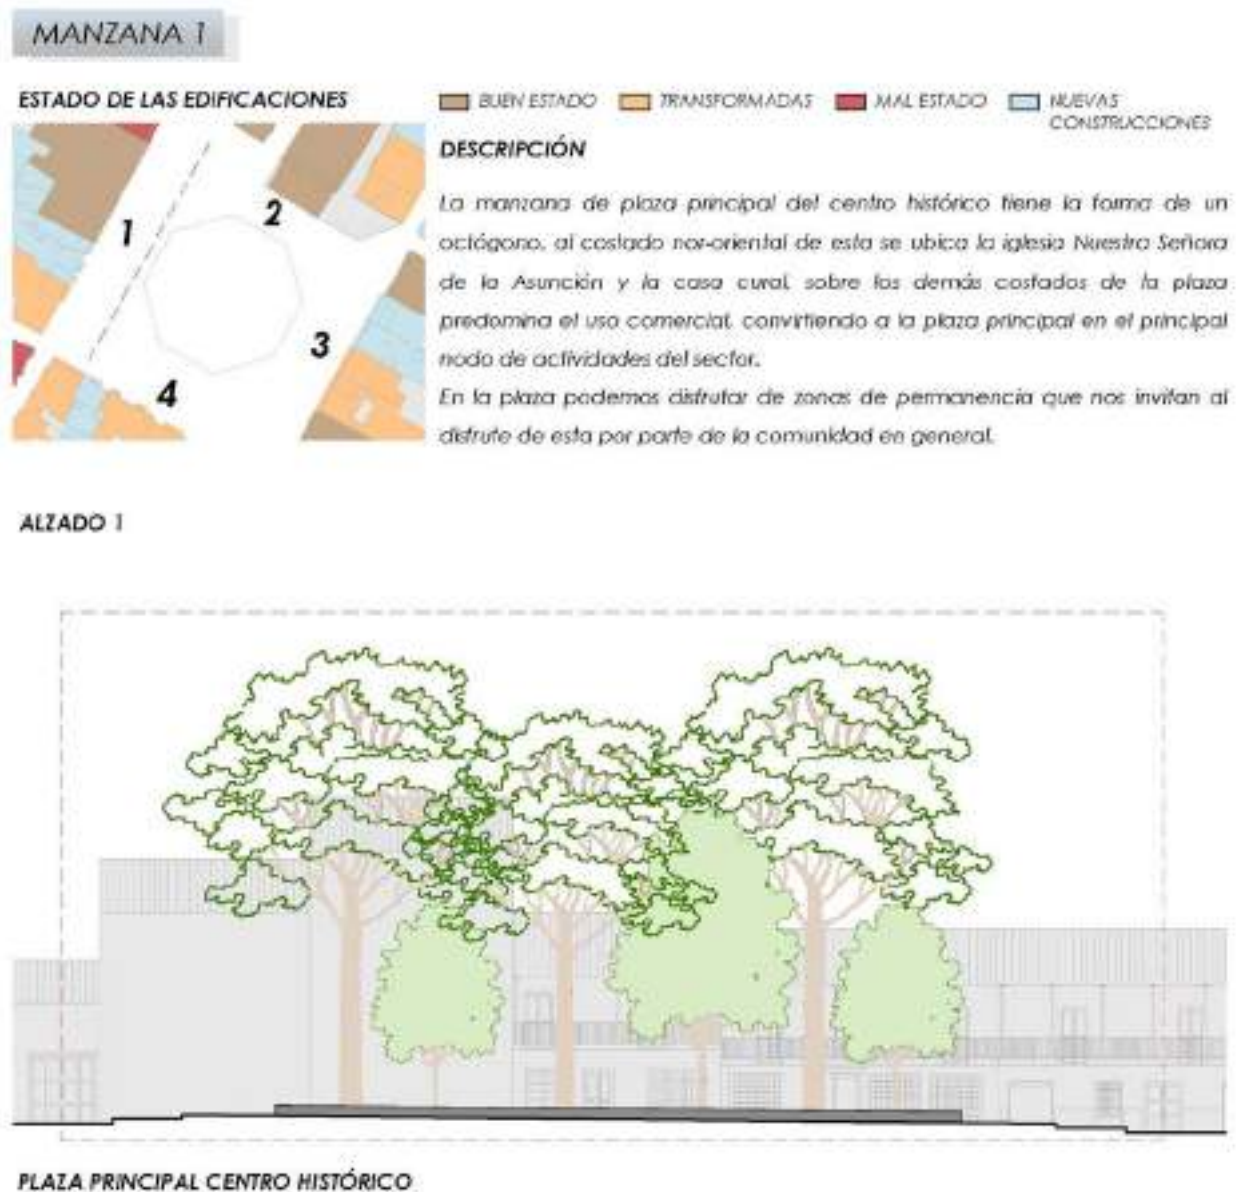 MANZANA 1
ESTADO DE LAS EDIFICACIONES
BUEN ESTADO
TRANSFORMADAS
MAL ESTADO
NUEVAS
CONSTRUCCIONES
DESCRIPCIÓN
La manzana de plaza principal del centro histórico tiene la forma de un
octógono, al costado nor-oriental de esta se ubica la iglesia Nuestra Señora
de la Asunción y la casa cural, sobre los demás costados de la plaza
predomina el uso comercial, convirtiendo a la plaza principal en el principal
nodo de actividades del sector.
En la plaza podemos disfrutar de zonas de permanencia que nos invitan al
disfrute de esta por parte de la comunidad en general.
1
2
3
4
ALZADO 1
PLAZA PRINCIPAL CENTRO HISTÓRICO